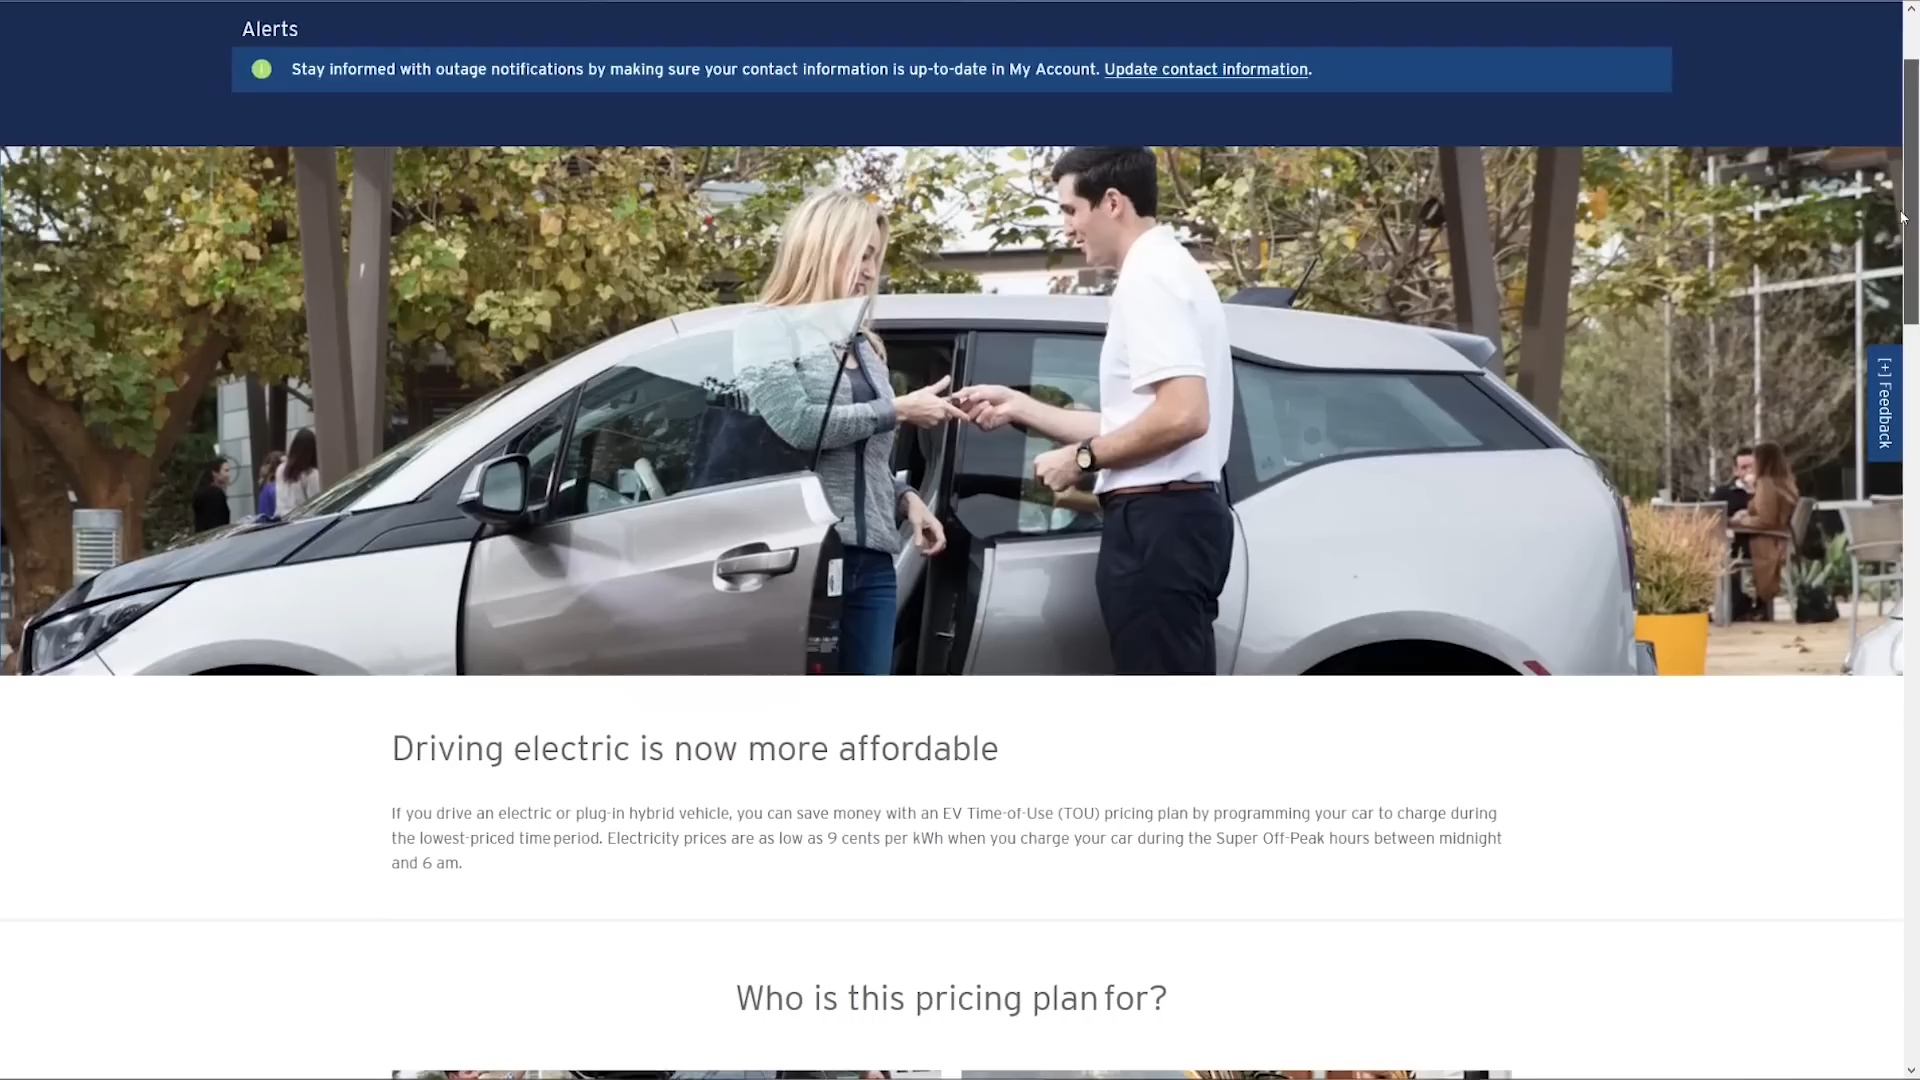 Alerts
Stay informed with outage notifications by making sure your contact information is up-to-date in My Account. Update contact information.
[+] Feedback
Driving electric is now more affordable
If you drive an electric or plug-in hybrid vehicle, you can save money with an EV Time-of-Use (TOU) pricing plan by programming your car to charge during
the lowest-priced time period. Electricity prices are as low as 9 cents per kWh when you charge your car during the Super Off-Peak hours between midnight
and 6 am.
Who is this pricing plan for?